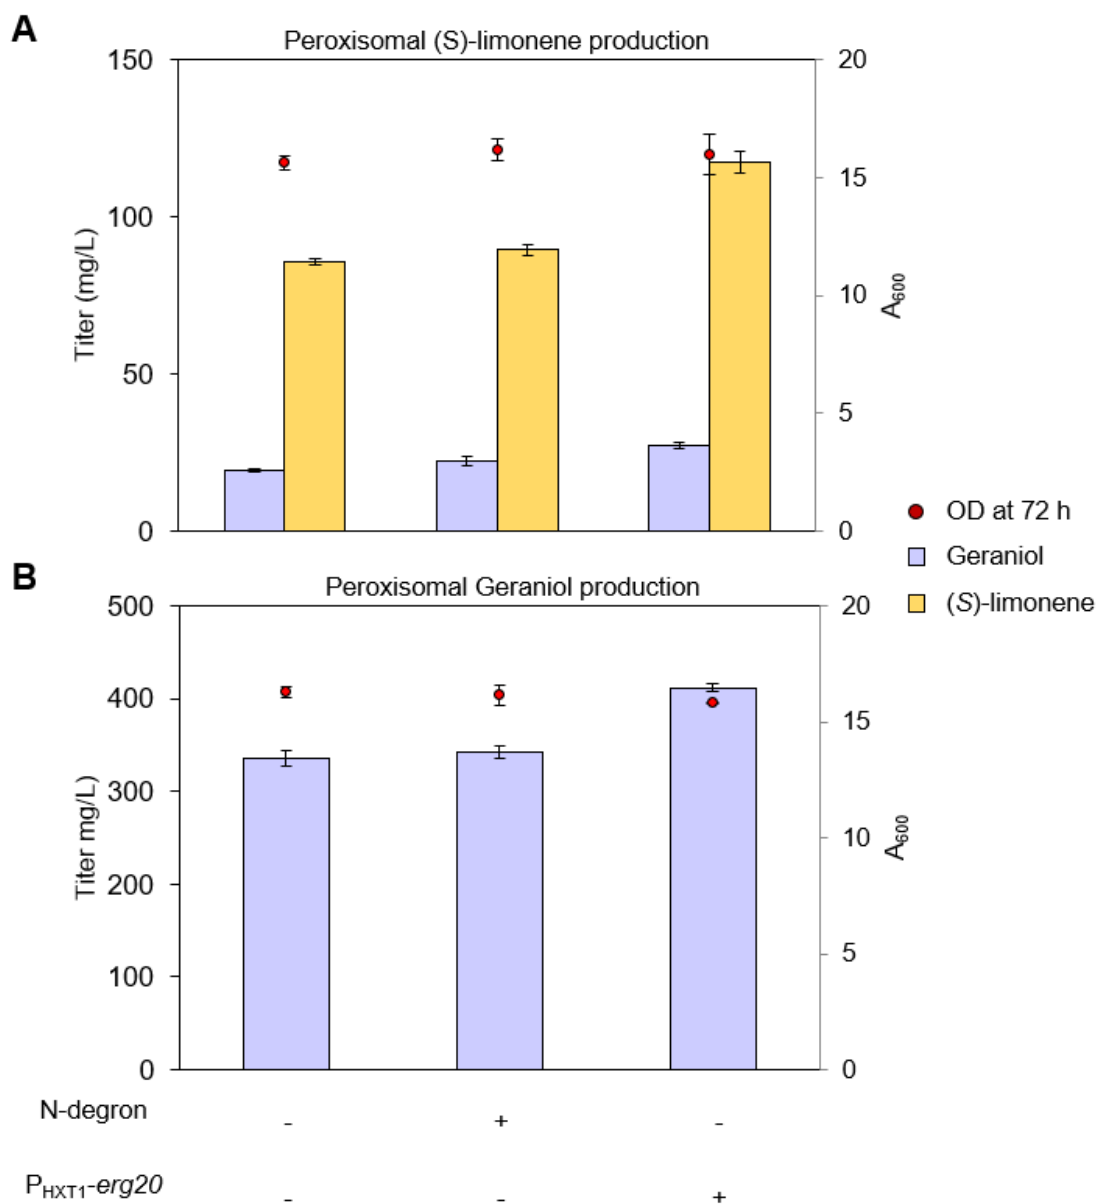 A
Peroxisomal (S)-limonene production
150
100
50
0
Titer (mg/L)
20
15
10
5
0
A600
OD at 72 h
Geraniol
(S)-limonene
B
Peroxisomal Geraniol production
500
400
300
200
100
0
Titer mg/L
20
15
10
5
0
A600
N-degron - + -
PHXT1-erg20 - - +